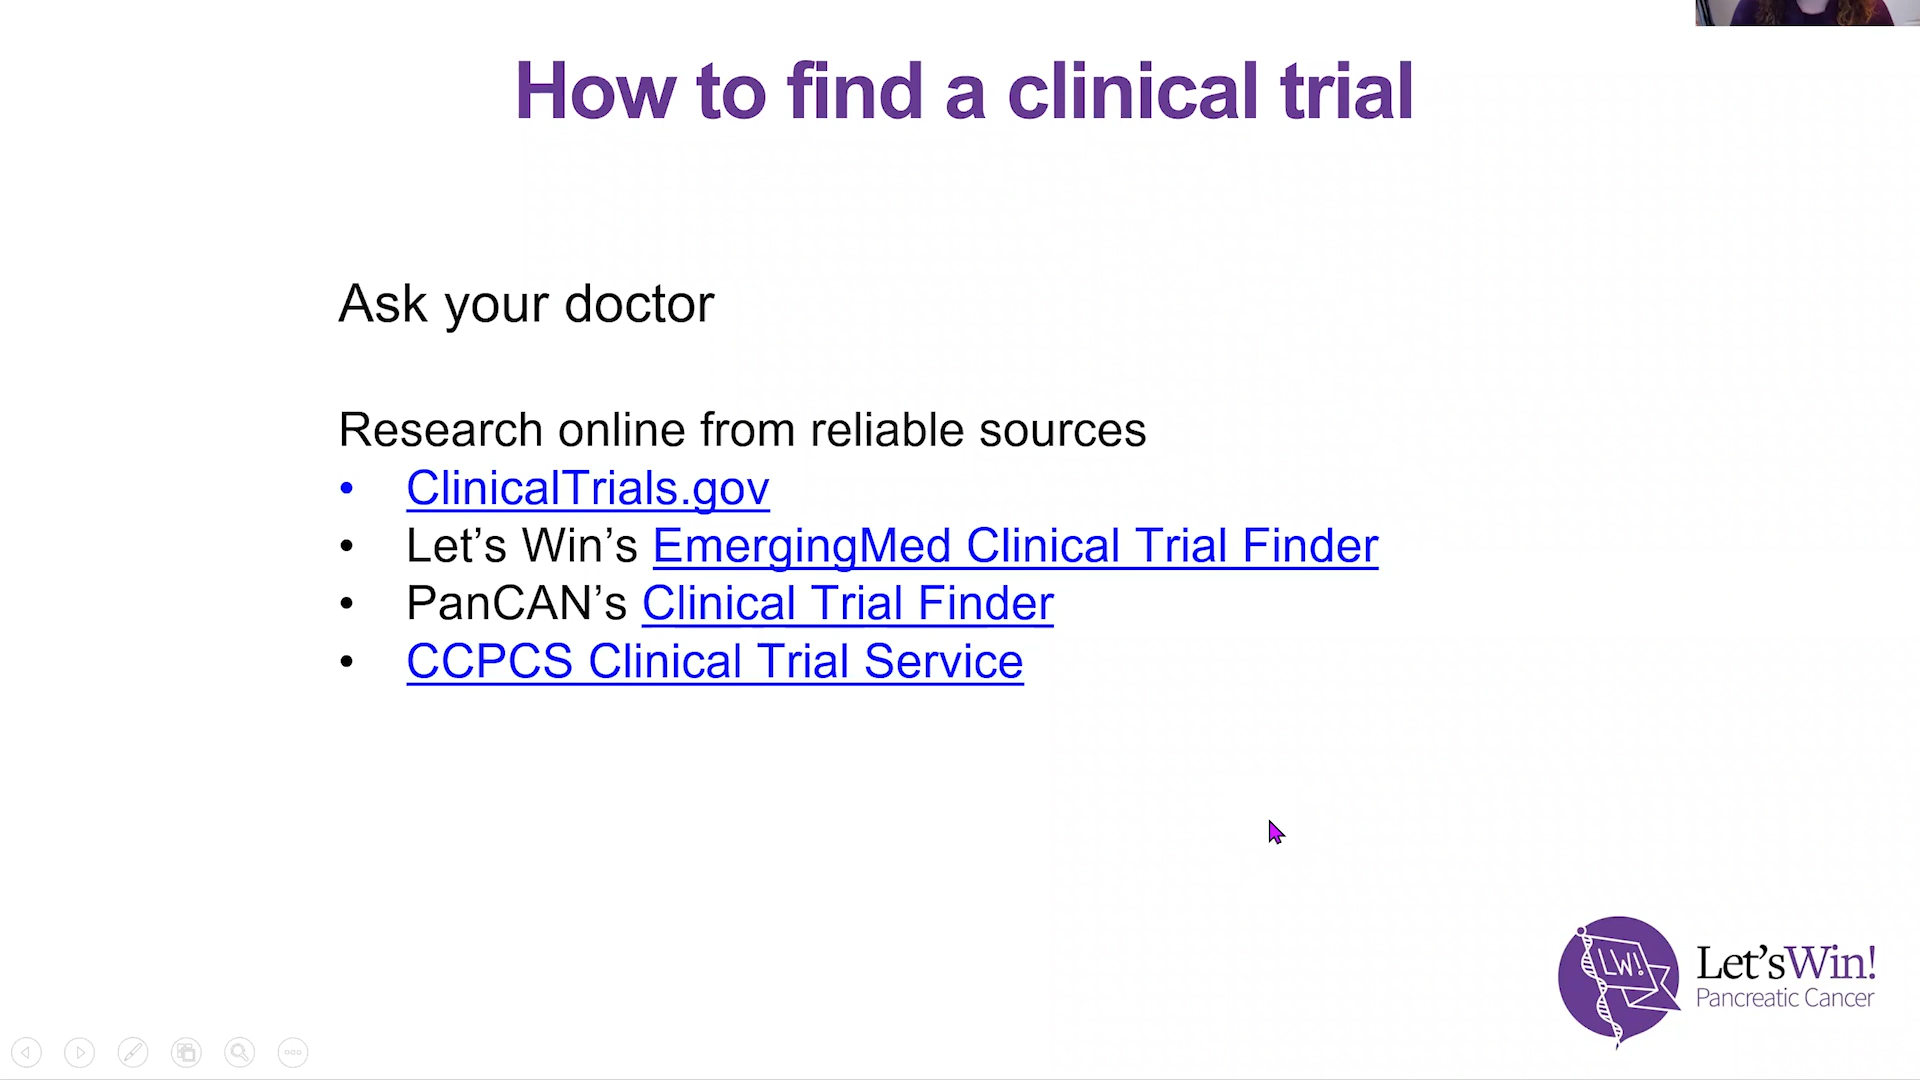 How to find a clinical trial
Ask your doctor
Research online from reliable sources
• ClinicalTrials.gov
• Let’s Win’s EmergingMed Clinical Trial Finder
• PanCAN’s Clinical Trial Finder
• CCPCS Clinical Trial Service
LW!
Let’sWin!
Pancreatic Cancer